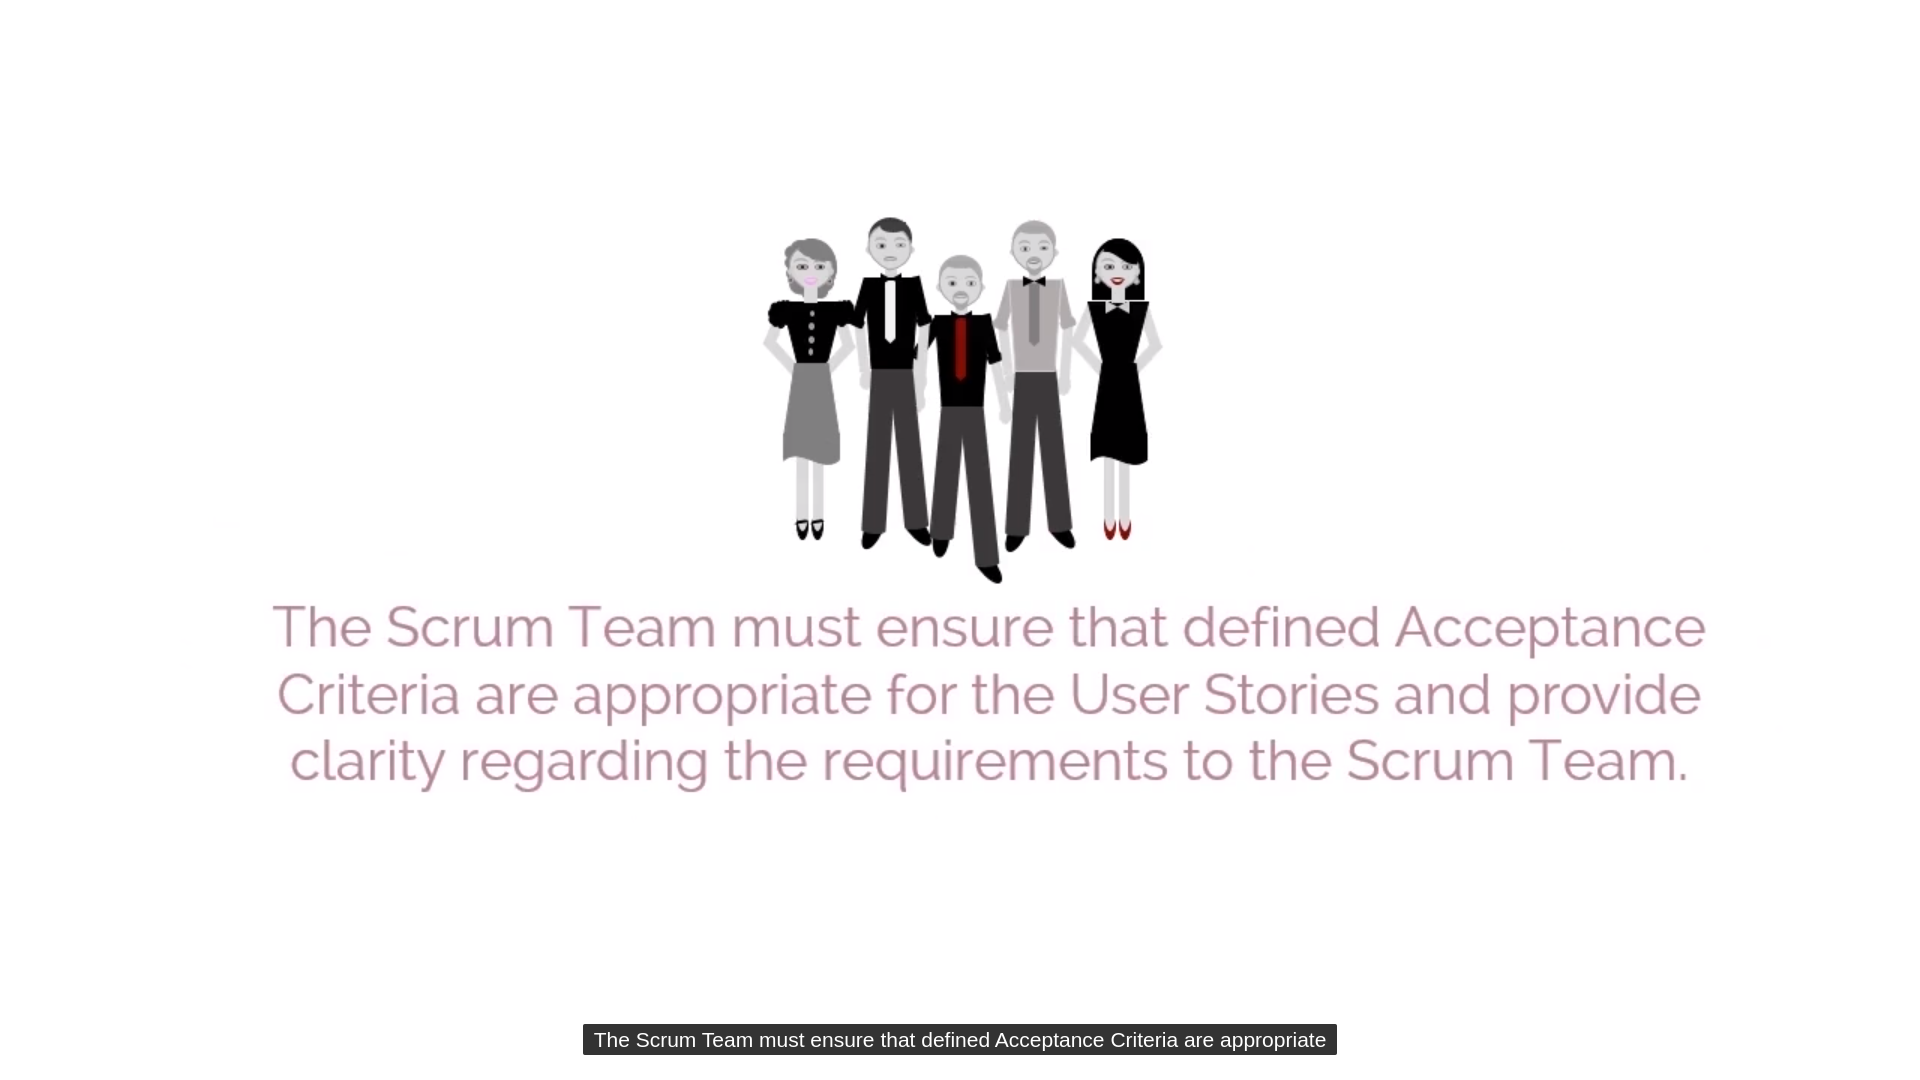 The Scrum Team must ensure that defined Acceptance
Criteria are appropriate for the User Stories and provide
clarity regarding the requirements to the Scrum Team.
The Scrum Team must ensure that defined Acceptance Criteria are appropriate